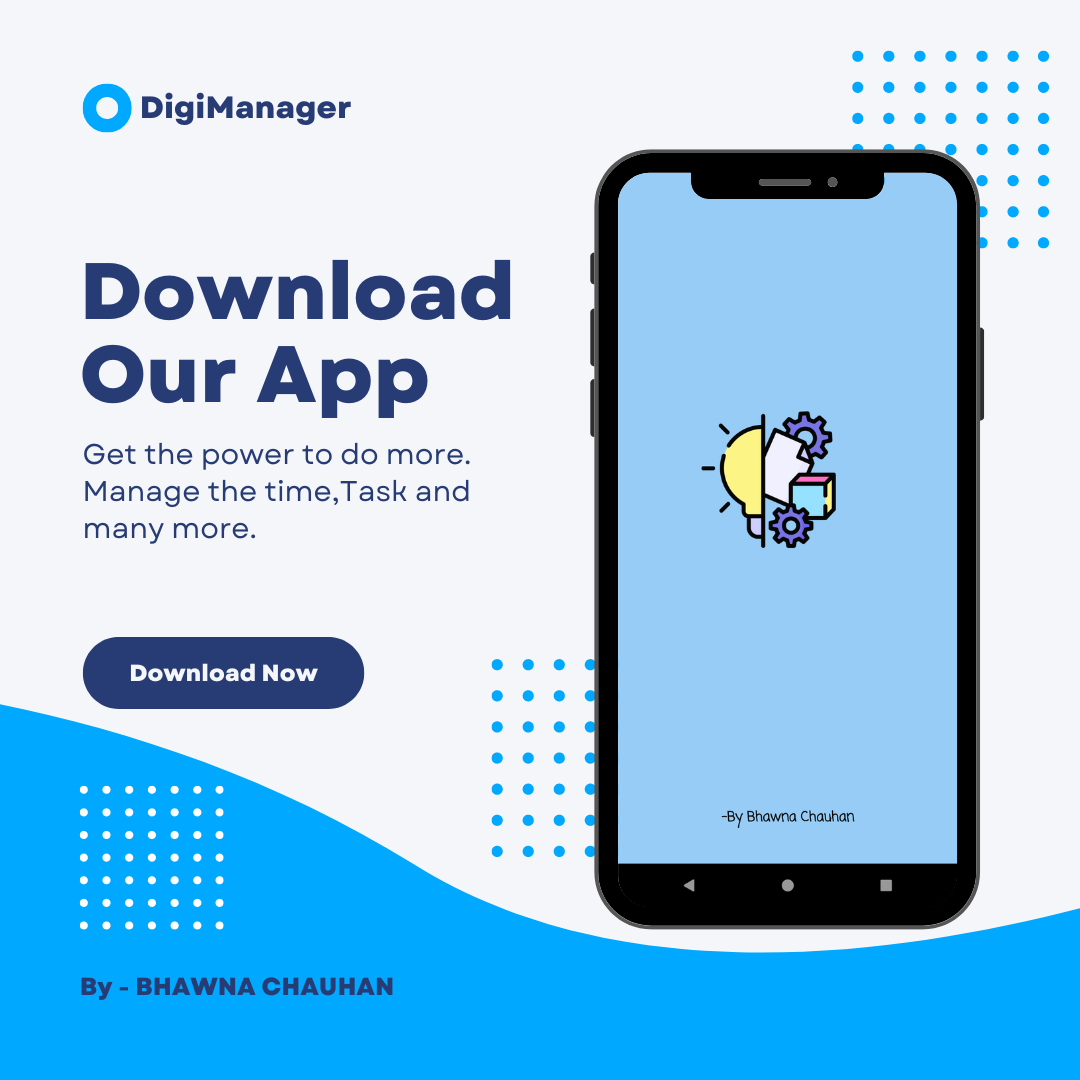 DigiManager
Download
Our App
Get the power to do more.
Manage the time,Task and
many more.
Download Now
-By Bhawna Chauhan
By - BHAWNA CHAUHAN